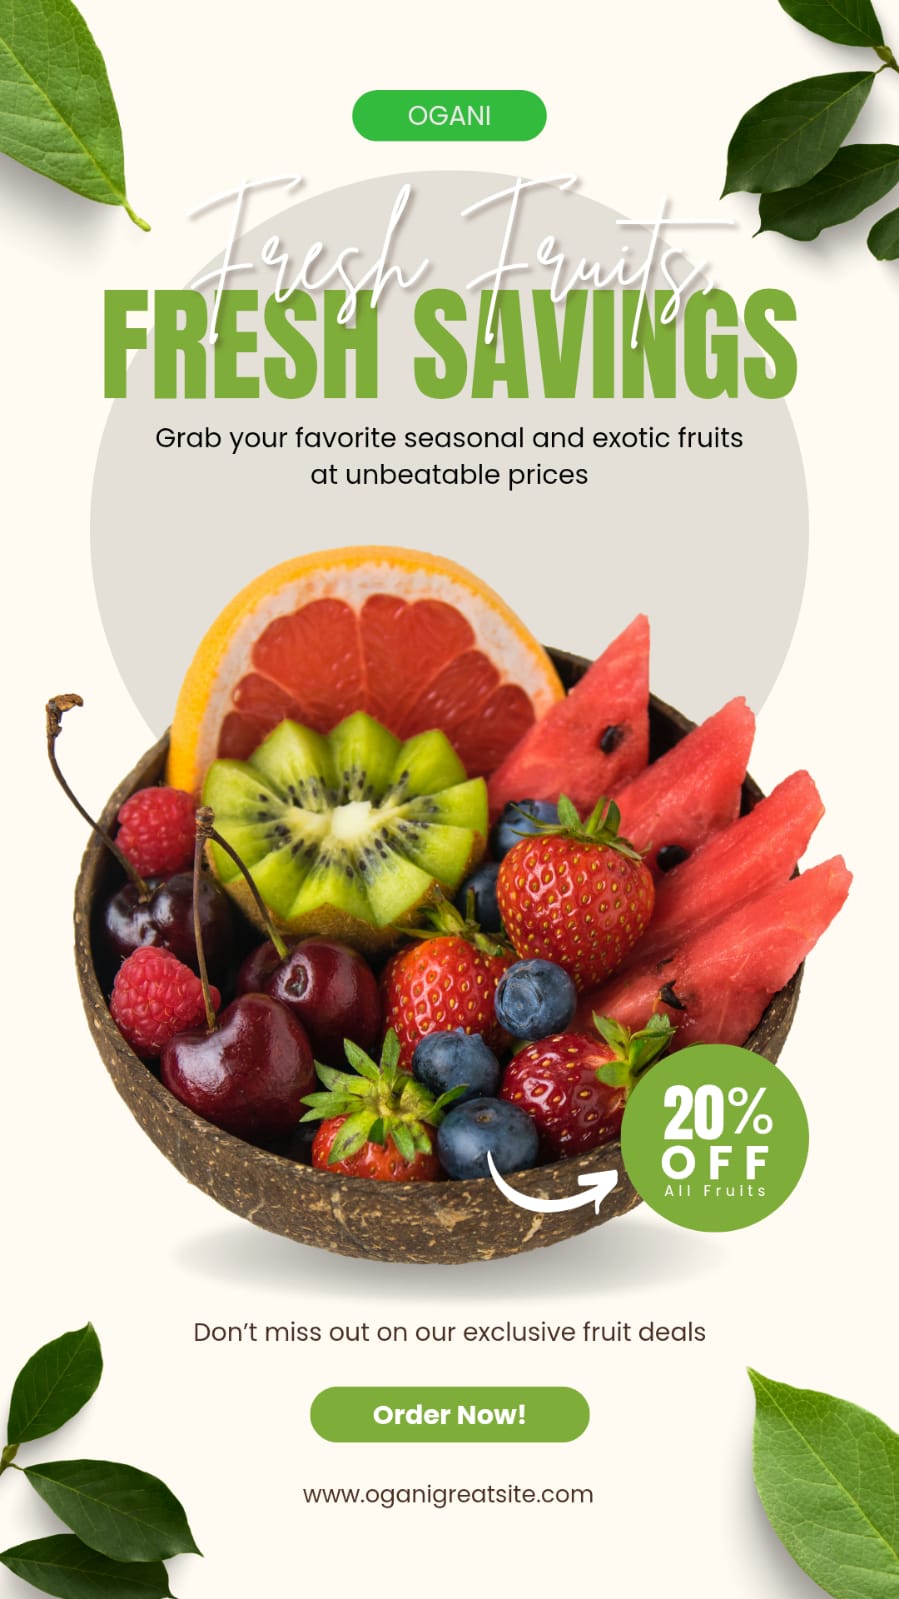 OGANI
Fresh Fruits,
FRESH SAVINGS
Grab your favorite seasonal and exotic fruits
at unbeatable prices
20%
OFF
All Fruits
Don’t miss out on our exclusive fruit deals
Order Now!
www.oganigreatsite.com